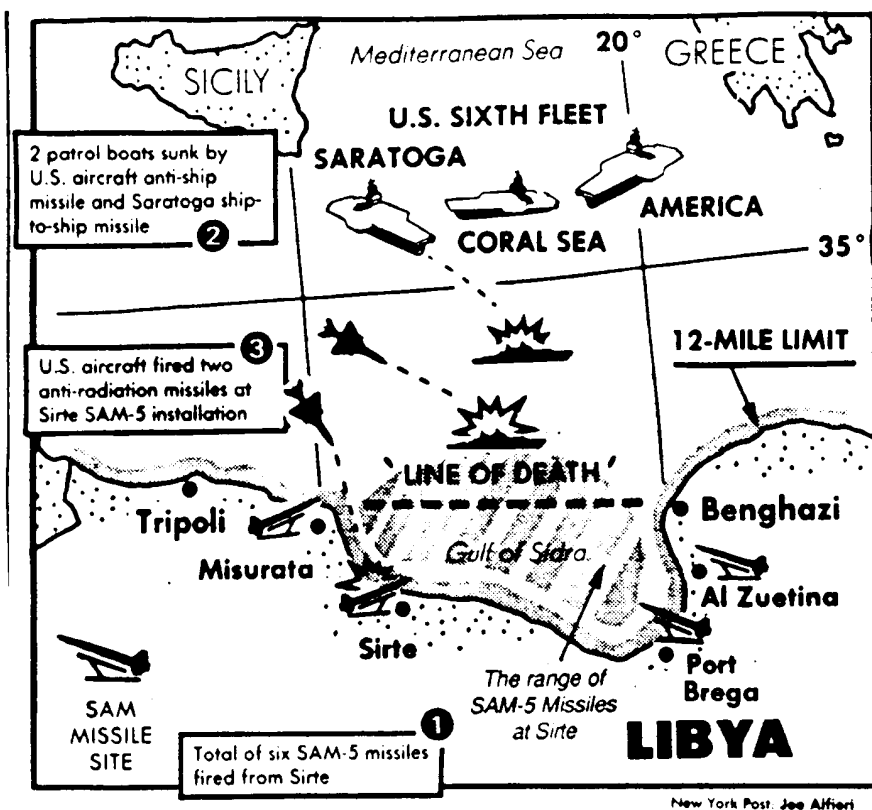 Mediterranean Sea
20°
GREECE
SICILY
U.S. SIXTH FLEET
2 patrol boats sunk by
U.S. aircraft anti-ship
missile and Saratoga ship-
to-ship missile
2
SARATOGA
CORAL SEA
AMERICA
35°
3
U.S. aircraft fired two
anti-radiation missiles at
Sirte SAM-5 installation
12-MILE LIMIT
LINE OF DEATH
Tripoli
Benghazi
Gulf of Sidra
Misurata
Al Zuetina
Sirte
Port
Brega
The range of
SAM-5 Missiles
at Sirte
SAM
MISSILE
SITE
1
Total of six SAM-5 missiles
fired from Sirte
LIBYA
New York Post: Joe Alfieri